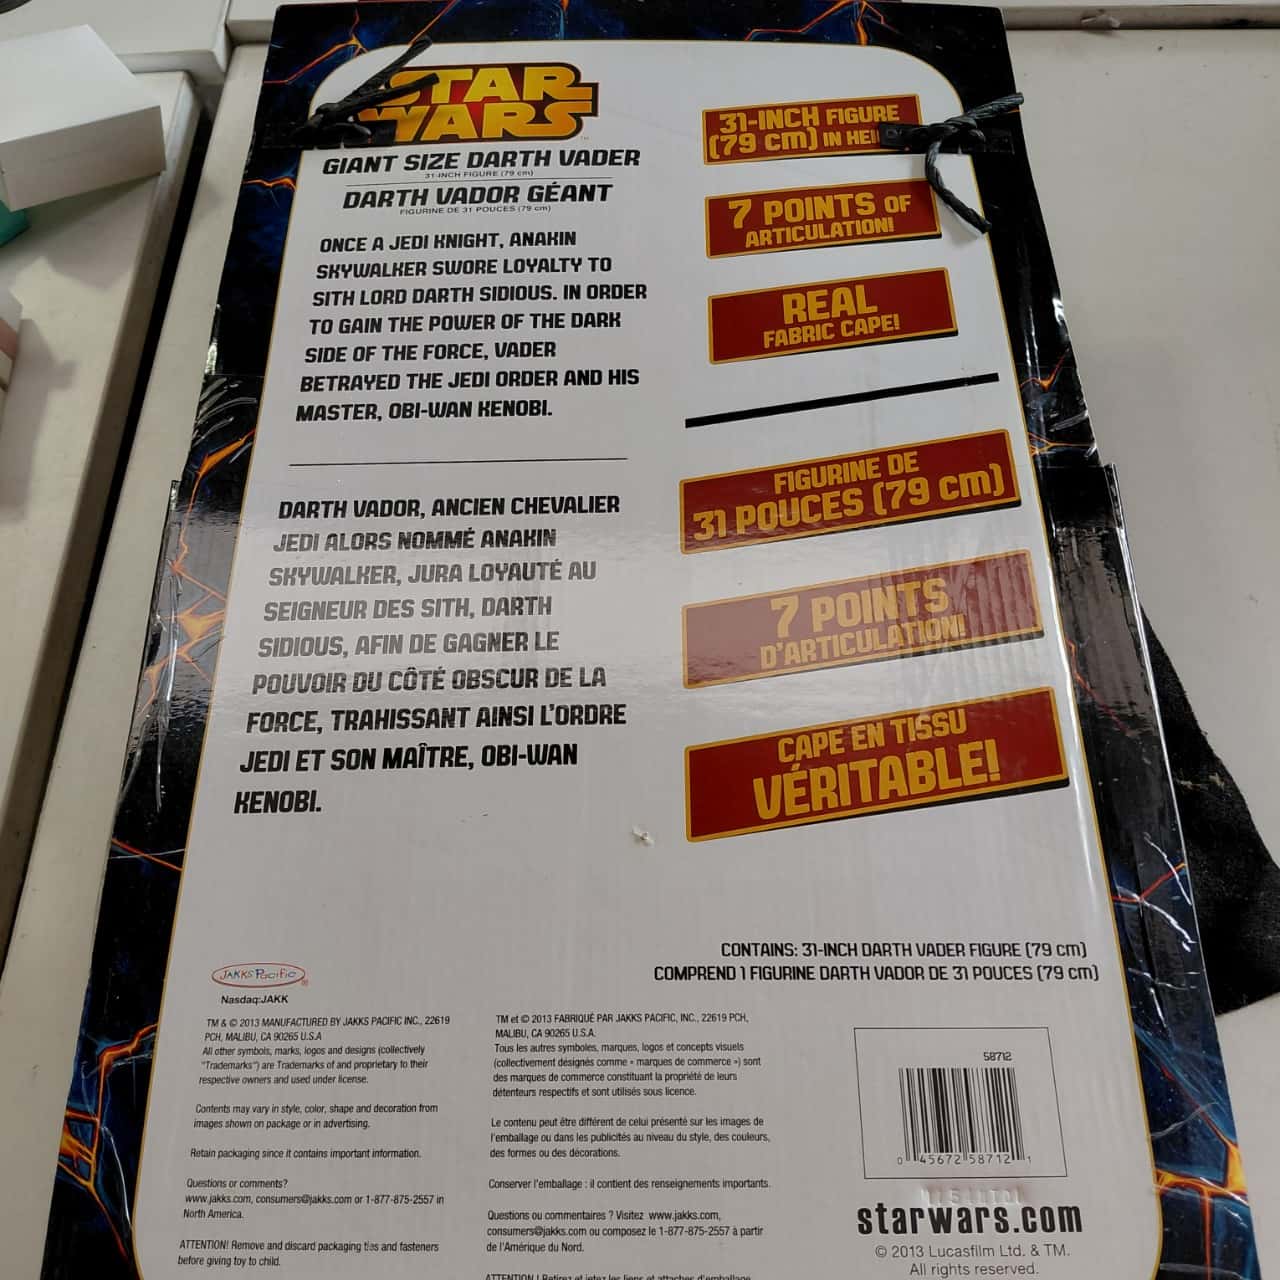 STAR
WARS
GIANT SIZE DARTH VADER
31-INCH FIGURE (79 cm)
DARTH VADOR GÉANT
FIGURINE DE 31 POUCES (79 cm)
ONCE A JEDI KNIGHT, ANAKIN
SKYWALKER SWORE LOYALTY TO
SITH LORD DARTH SIDIOUS. IN ORDER
TO GAIN THE POWER OF THE DARK
SIDE OF THE FORCE, VADER
BETRAYED THE JEDI ORDER AND HIS
MASTER, OBI-WAN KENOBI.
DARTH VADOR, ANCIEN CHEVALIER
JEDI ALORS NOMMÉ ANAKIN
SKYWALKER, JURA LOYAUTÉ AU
SEIGNEUR DES SITH, DARTH
SIDIOUS, AFIN DE GAGNER LE
POUVOIR DU CÔTÉ OBSCUR DE LA
FORCE, TRAHISSANT AINSI L'ORDRE
JEDI ET SON MAÎTRE, OBI-WAN
KENOBI.
31-INCH FIGURE
(79 cm) IN
7 POINTS OF
ARTICULATION!
REAL
FABRIC CAPE!
FIGURINE DE
31 POUCES (79 cm)
7 POINTS
D'ARTICULATION!
CAPE EN TISSU
VÉRITABLE!
CONTAINS: 31-INCH DARTH VADER FIGURE (79 cm)
COMPREND 1 FIGURINE DARTH VADOR DE 31 POUCES (79 cm)
JAKKS Pacific ®
Nasdaq:JAKK
TM & © 2013 MANUFACTURED BY JAKKS PACIFIC INC., 22619
PCH, MALIBU, CA 90265 U.S.A
All other symbols, marks, logos and designs (collectively
"Trademarks") are Trademarks of and proprietary to their
respective owners and used under license.
Contents may vary in style, color, shape and decoration from
images shown on package or in advertising.
Retain packaging since it contains important information.
Questions or comments?
www.jakks.com, consumers@jakks.com or 1-877-875-2557 in
North America.
ATTENTION! Remove and discard packaging ties and fasteners
before giving toy to child.
TM et © 2013 FABRIQUÉ PAR JAKKS PACIFIC, INC., 22619 PCH,
MALIBU, CA 90265 U.S.A.
Tous les autres symboles, marques, logos et concepts visuels
(collectivement désignés comme « marques de commerce ») sont
des marques de commerce constituant la propriété de leurs
détenteurs respectifs et sont utilisés sous licence.
Le contenu peut être différent de celui présenté sur les images de
l'emballage ou dans les publicités au niveau du style, des couleurs,
des formes ou des décorations.
Conserver l'emballage : il contient des renseignements importants.
Questions ou commentaires ? Visitez www.jakks.com,
consumers@jakks.com ou composez le 1-877-875-2557 à partir
de l'Amérique du Nord.
ATTENTION ! Retirez et jetez les liens et attaches d'emballage
58712
0 45672 58712 1
starwars.com
© 2013 Lucasfilm Ltd. & TM.
All rights reserved.